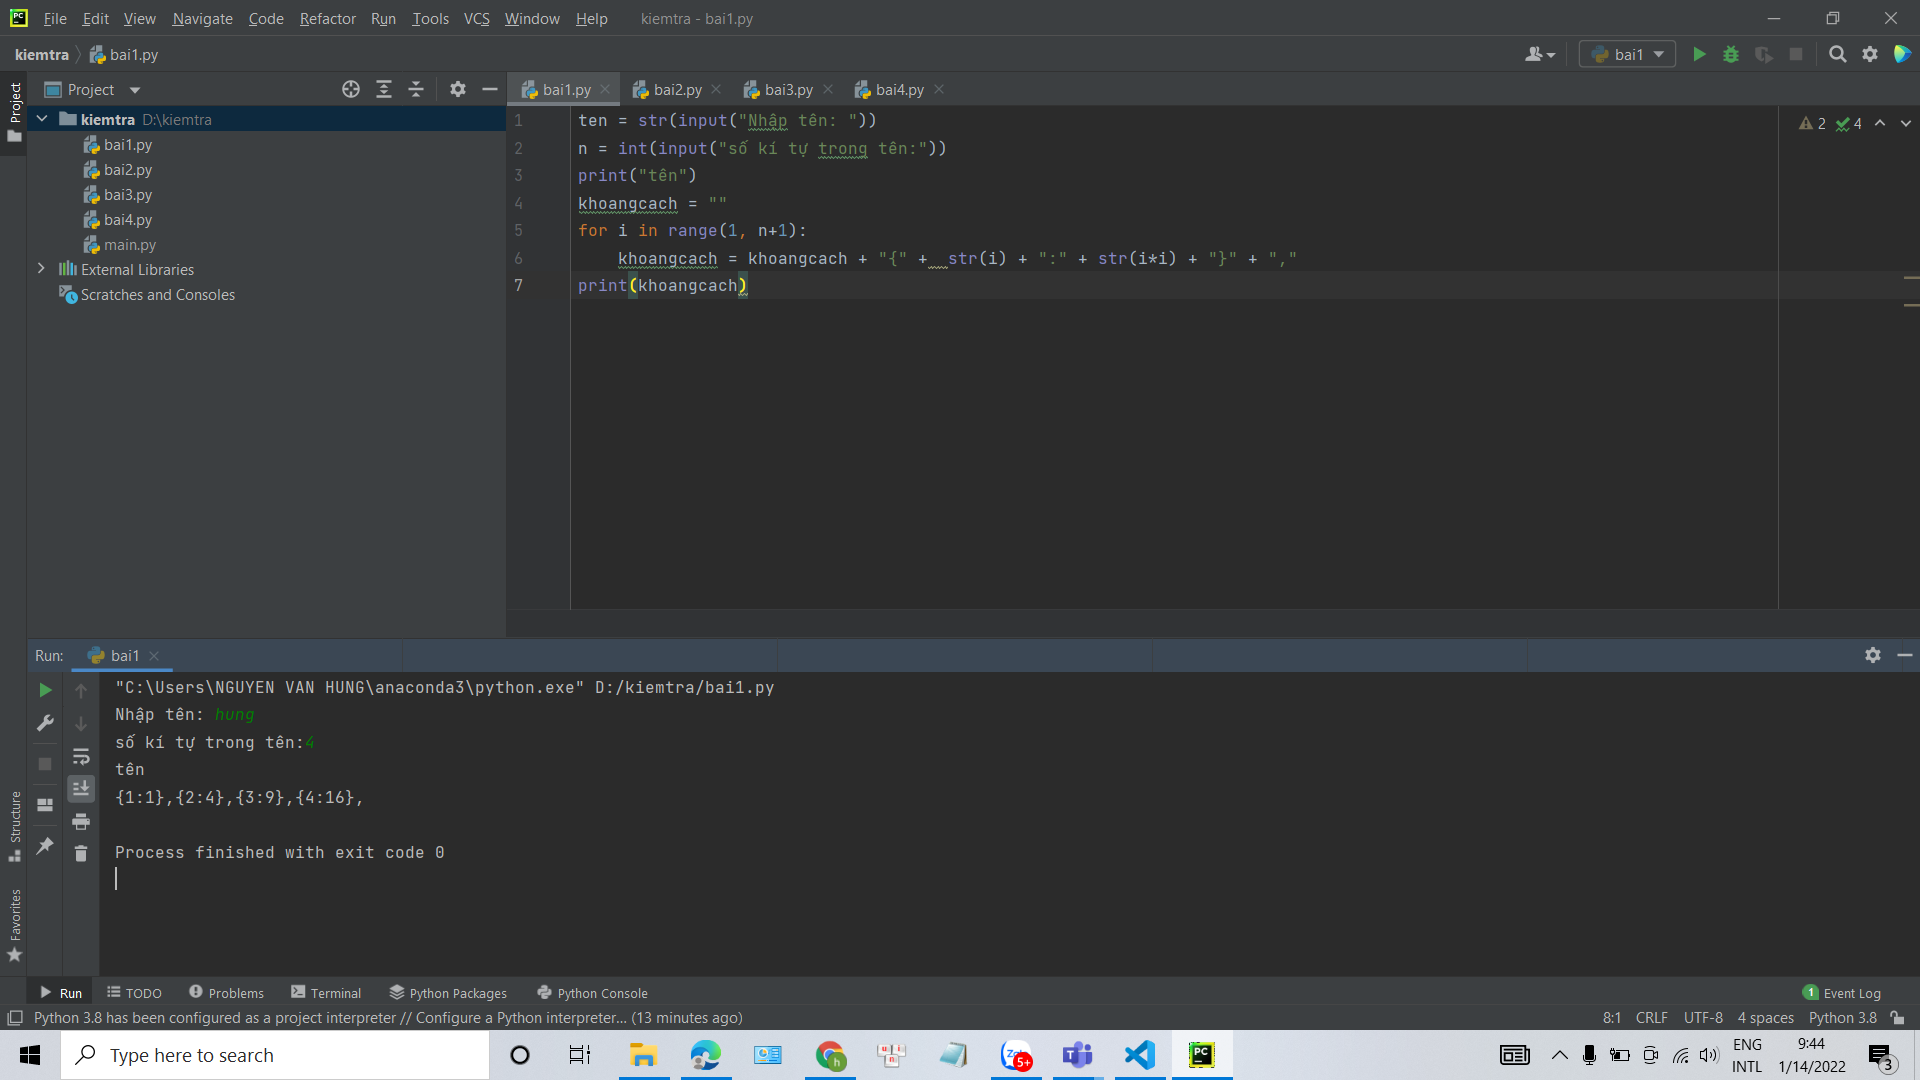 File Edit View Navigate Code Refactor Run Tools VCS Window Help kiemtra - bai1.py
kiemtra bai1.py
bai1
Project
Project
bai1.py bai2.py bai3.py bai4.py
kiemtra D:\kiemtra
bai1.py
bai2.py
bai3.py
bai4.py
main.py
External Libraries
Scratches and Consoles
1 ten = str(input("Nhập tên: "))
2 n = int(input("số kí tự trong tên:"))
3 print("tên")
4 khoangcach = ""
5 for i in range(1, n+1):
6 khoangcach = khoangcach + "{" +  str(i) + ":" + str(i*i) + "}" + ","
7 print(khoangcach)
2 4
Run: bai1
"C:\Users\NGUYEN VAN HUNG\anaconda3\python.exe" D:/kiemtra/bai1.py
Nhập tên: hung
số kí tự trong tên:4
tên
{1:1},{2:4},{3:9},{4:16},
Process finished with exit code 0
Structure
Favorites
Run TODO Problems Terminal Python Packages Python Console 1 Event Log
Python 3.8 has been configured as a project interpreter // Configure a Python interpreter... (13 minutes ago) 8:1 CRLF UTF-8 4 spaces Python 3.8
Type here to search
5+
ENG
INTL
9:44
1/14/2022
3